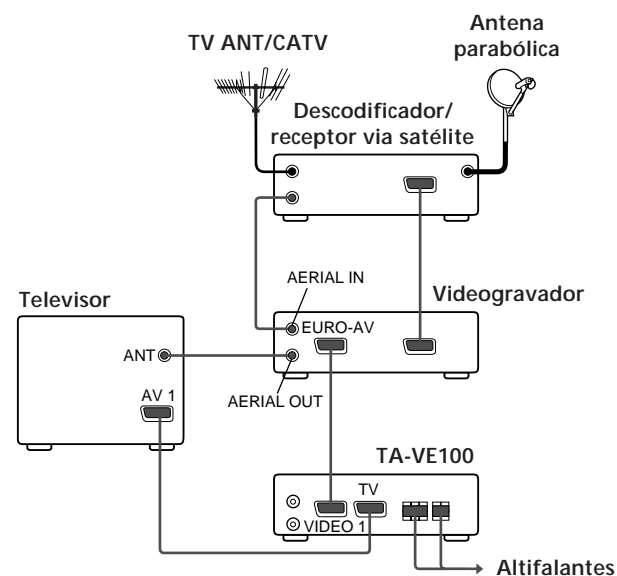 TV ANT/CATV
Antena
parabólica
Descodificador/
receptor via satélite
AERIAL IN
Televisor
Videogravador
EURO-AV
ANT
AV 1
AERIAL OUT
TA-VE100
TV
VIDEO 1
Altifalantes